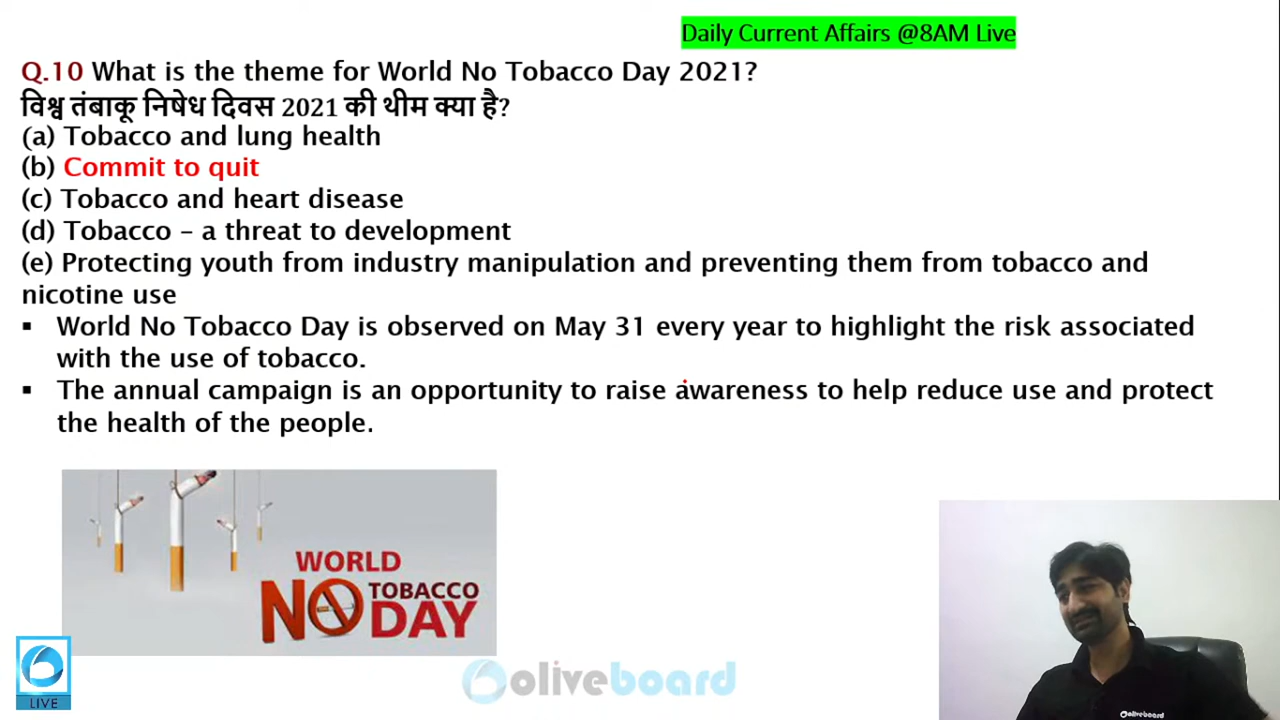 Daily Current Affairs @8AM Live
Q.10 What is the theme for World No Tobacco Day 2021?
विश्व तंबाकू निषेध दिवस 2021 की थीम क्या है?
(a) Tobacco and lung health
(b) Commit to quit
(c) Tobacco and heart disease
(d) Tobacco – a threat to development
(e) Protecting youth from industry manipulation and preventing them from tobacco and
nicotine use
▪ World No Tobacco Day is observed on May 31 every year to highlight the risk associated
with the use of tobacco.
▪ The annual campaign is an opportunity to raise awareness to help reduce use and protect
the health of the people.
WORLD
NO TOBACCO
DAY
LIVE
oliveboard
oliveboard